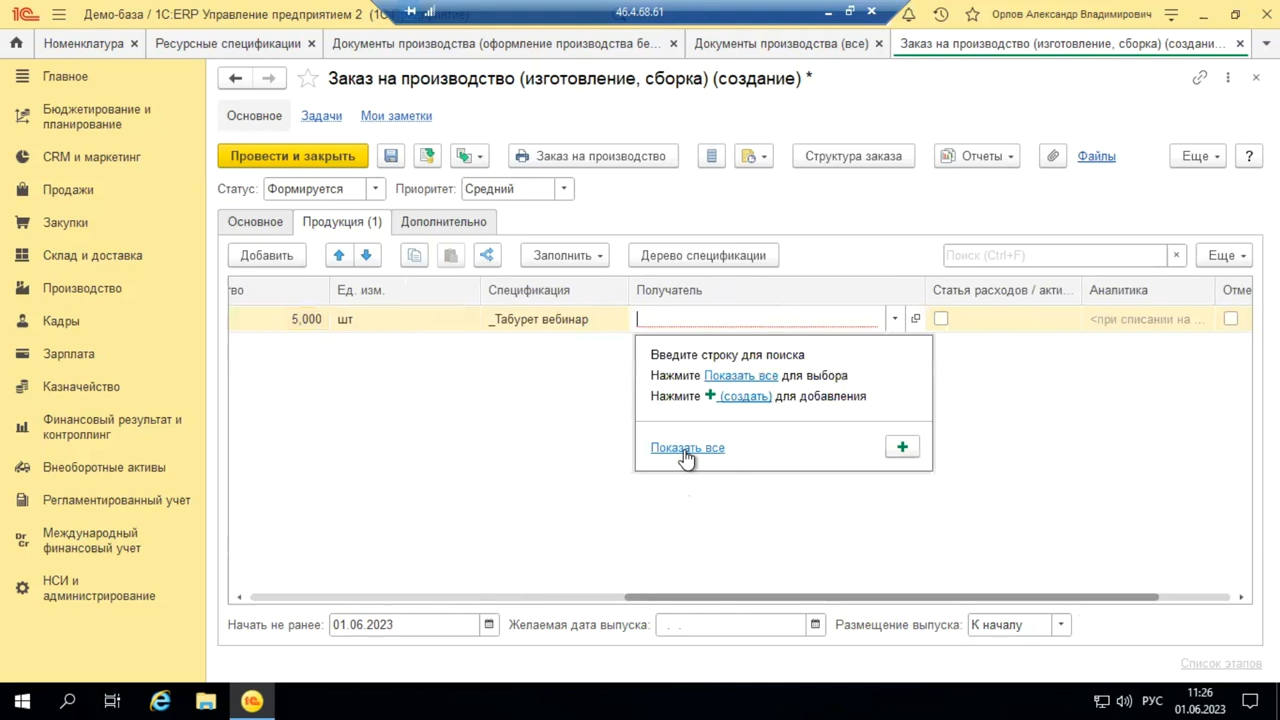 46.4.68.61
Демо-база / 1С:ERP Управление предприятием 2 (1С
Орлов Александр Владимирович
Номенклатура
Ресурсные спецификации
Документы производства (оформление производства бе...
Документы производства (все)
Заказ на производство (изготовление, сборка) (создани...
Главное
Бюджетирование и
планирование
CRM и маркетинг
Продажи
Закупки
Склад и доставка
Производство
Кадры
Зарплата
Казначейство
Финансовый результат и
контроллинг
Внеоборотные активы
Регламентированный учет
Международный
финансовый учет
НСИ и
администрирование
Заказ на производство (изготовление, сборка) (создание) *
Основное Задачи Мои заметки
Провести и закрыть Заказ на производство Структура заказа Отчеты Файлы Еще ?
Статус: Формируется Приоритет: Средний
Основное Продукция (1) Дополнительно
Добавить Заполнить Дерево спецификации Поиск (Ctrl+F) × Еще
тво Ед. изм. Спецификация Получатель Статья расходов / акти... Аналитика Отме
5,000 шт _Табурет вебинар <при списании на ...
Введите строку для поиска
Нажмите Показать все для выбора
Нажмите + (создать) для добавления
Показать все
Начать не ранее: 01.06.2023 Желаемая дата выпуска: . . Размещение выпуска: К началу
Список этапов
РУС
11:26
01.06.2023